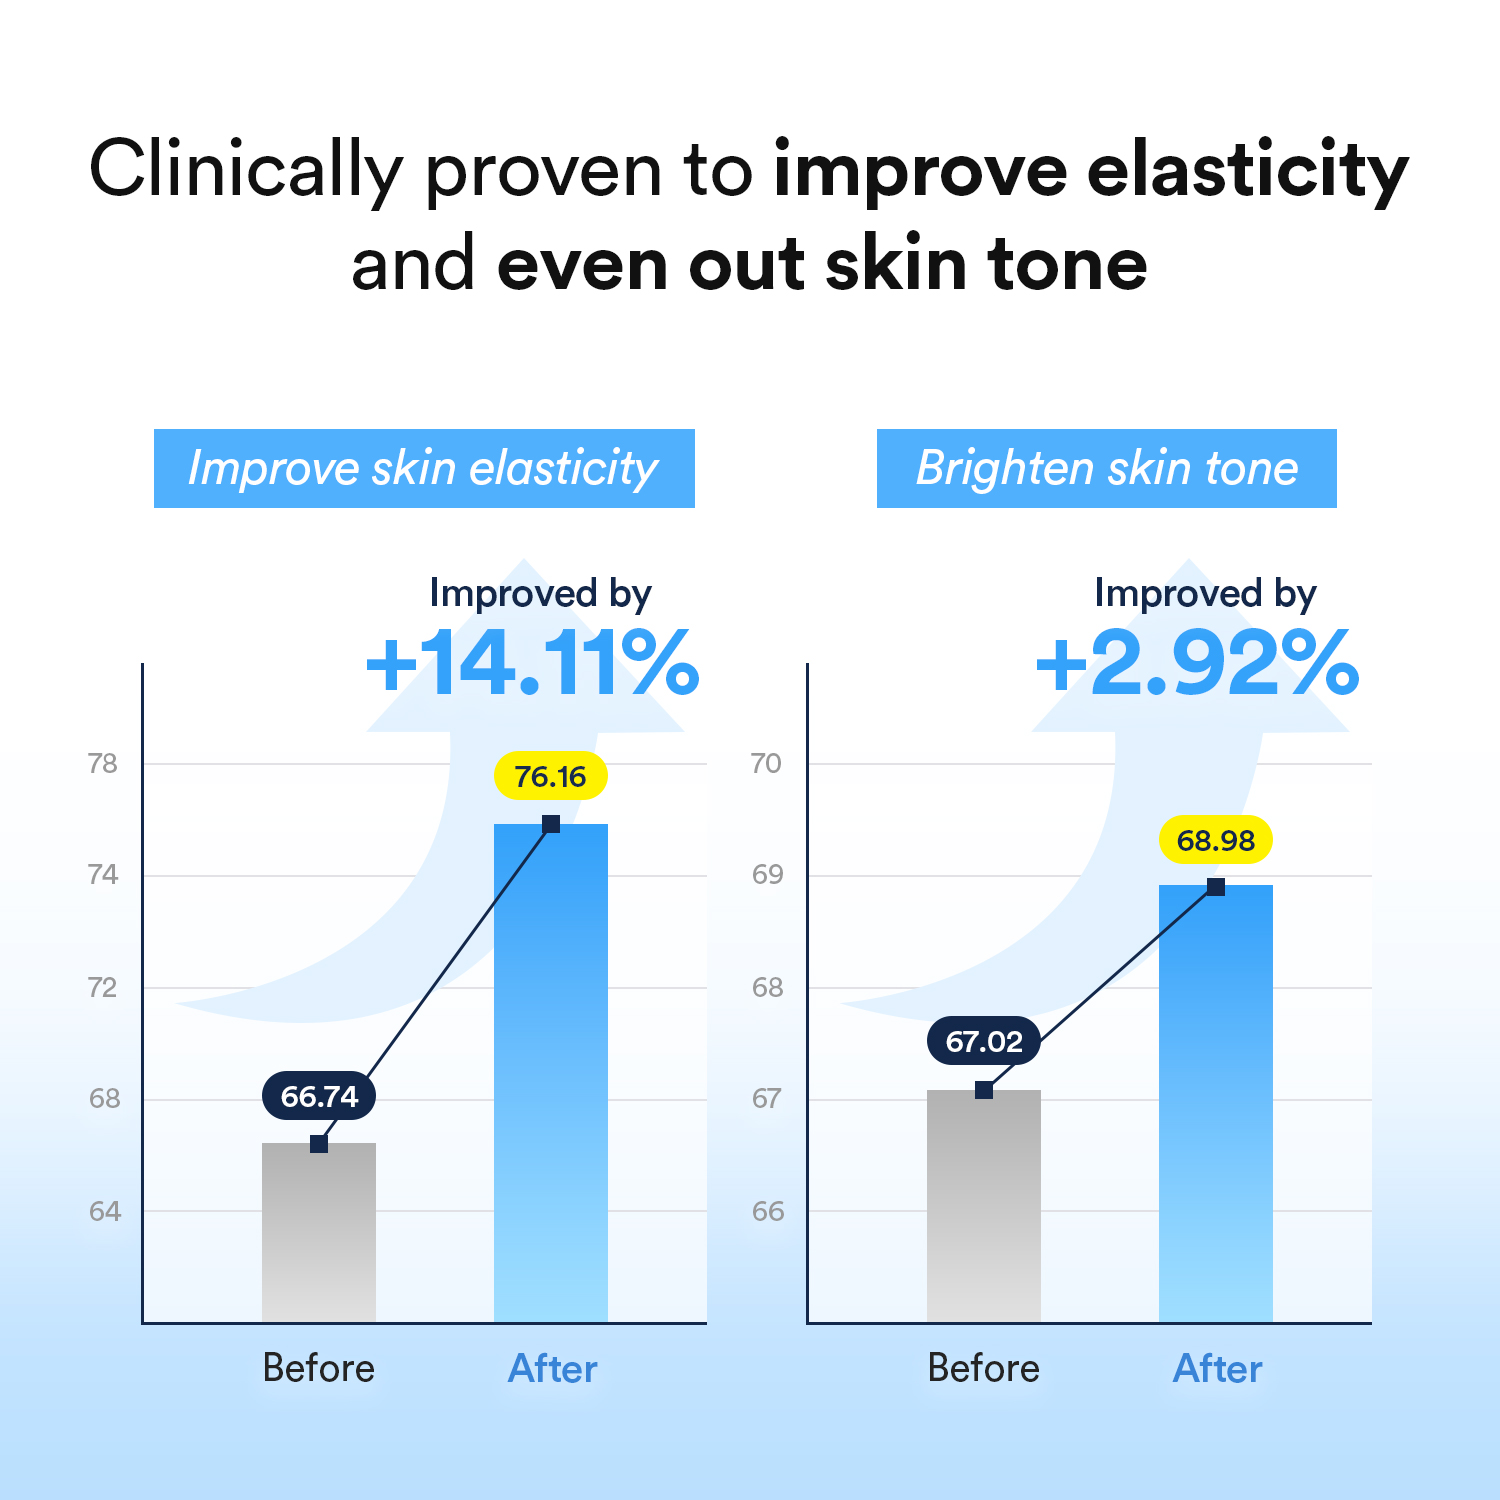 Clinically proven to improve elasticity
and even out skin tone
Improve skin elasticity
Improved by
+14.11%
78
74
72
68
64
76.16
66.74
Before
After
Brighten skin tone
Improved by
+2.92%
70
69
68
67
66
68.98
67.02
Before
After